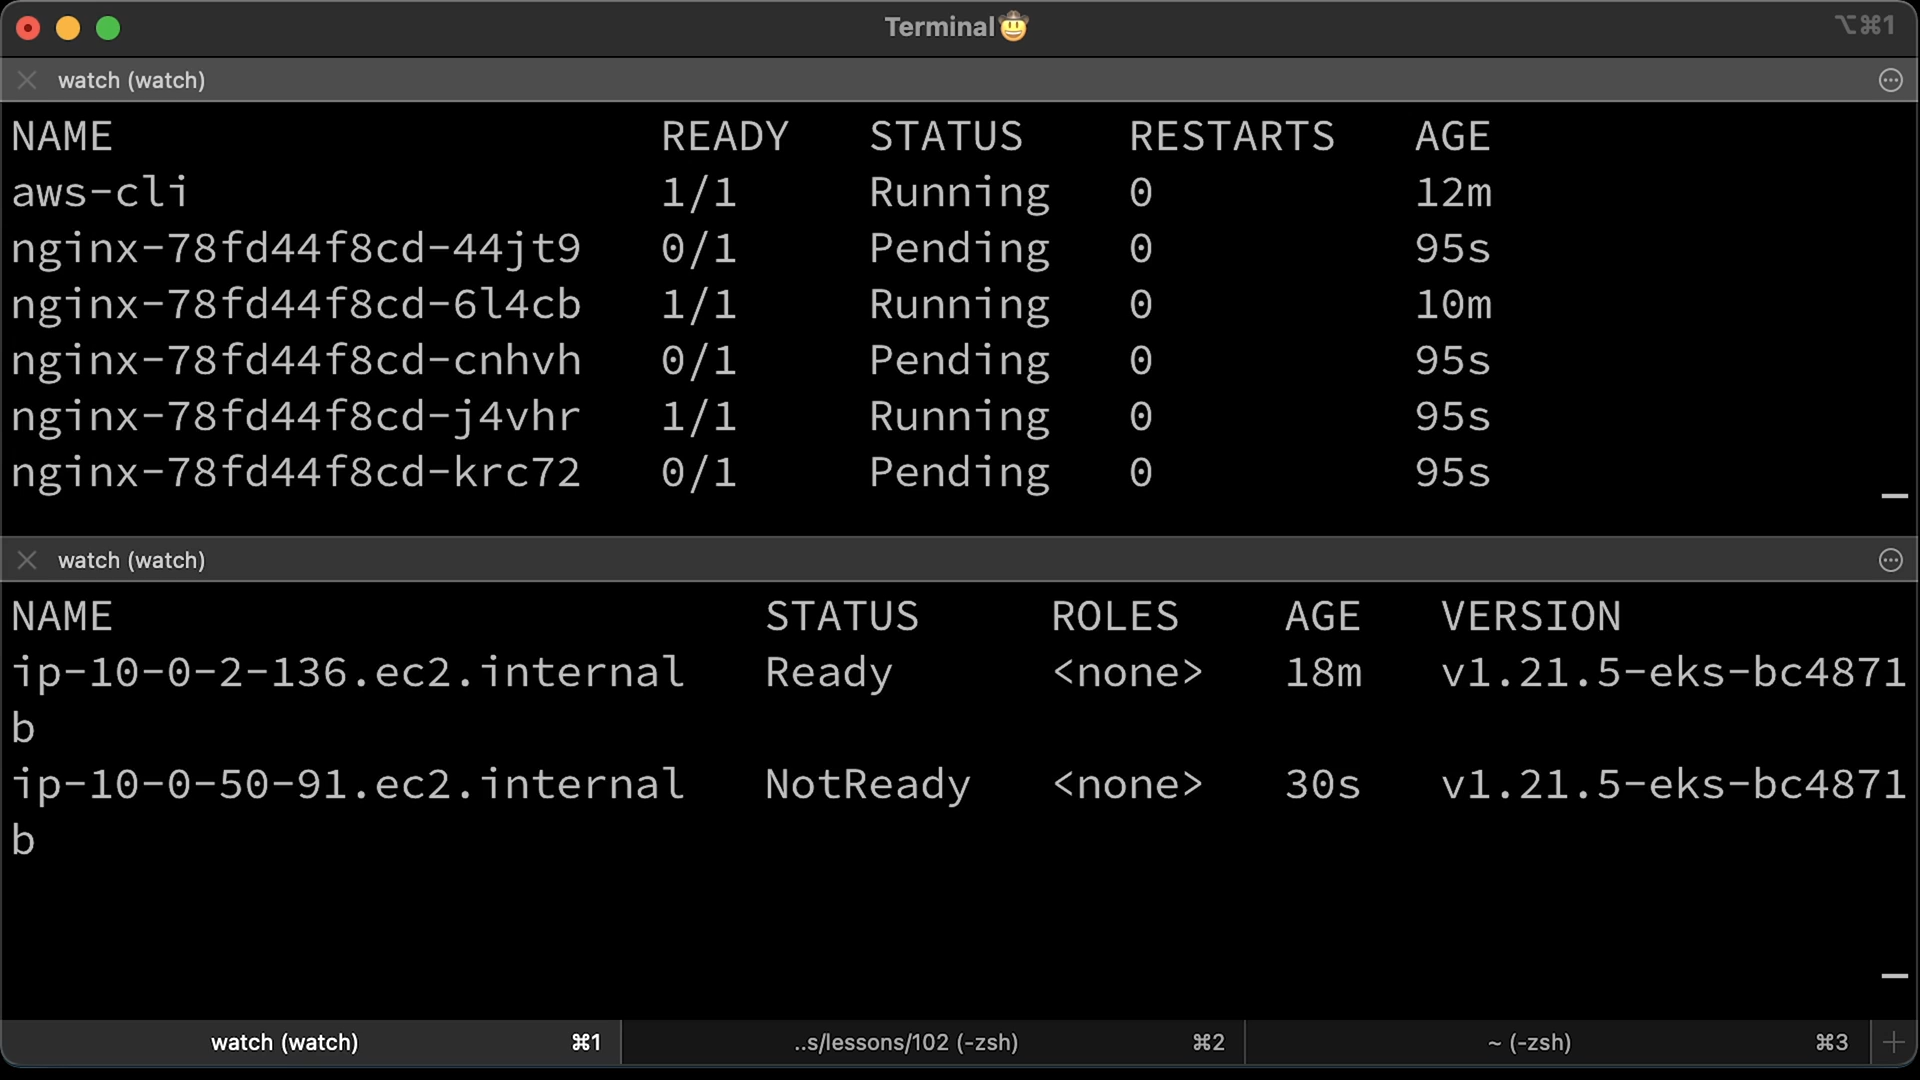 Terminal🤠
⌥⌘1
watch (watch)
NAME READY STATUS RESTARTS AGE
aws-cli 1/1 Running 0 12m
nginx-78fd44f8cd-44jt9 0/1 Pending 0 95s
nginx-78fd44f8cd-6l4cb 1/1 Running 0 10m
nginx-78fd44f8cd-cnhvh 0/1 Pending 0 95s
nginx-78fd44f8cd-j4vhr 1/1 Running 0 95s
nginx-78fd44f8cd-krc72 0/1 Pending 0 95s
watch (watch)
NAME STATUS ROLES AGE VERSION
ip-10-0-2-136.ec2.internal Ready <none> 18m v1.21.5-eks-bc4871
b
ip-10-0-50-91.ec2.internal NotReady <none> 30s v1.21.5-eks-bc4871
b
watch (watch) ⌘1 ..s/lessons/102 (-zsh) ⌘2 ~ (-zsh) ⌘3